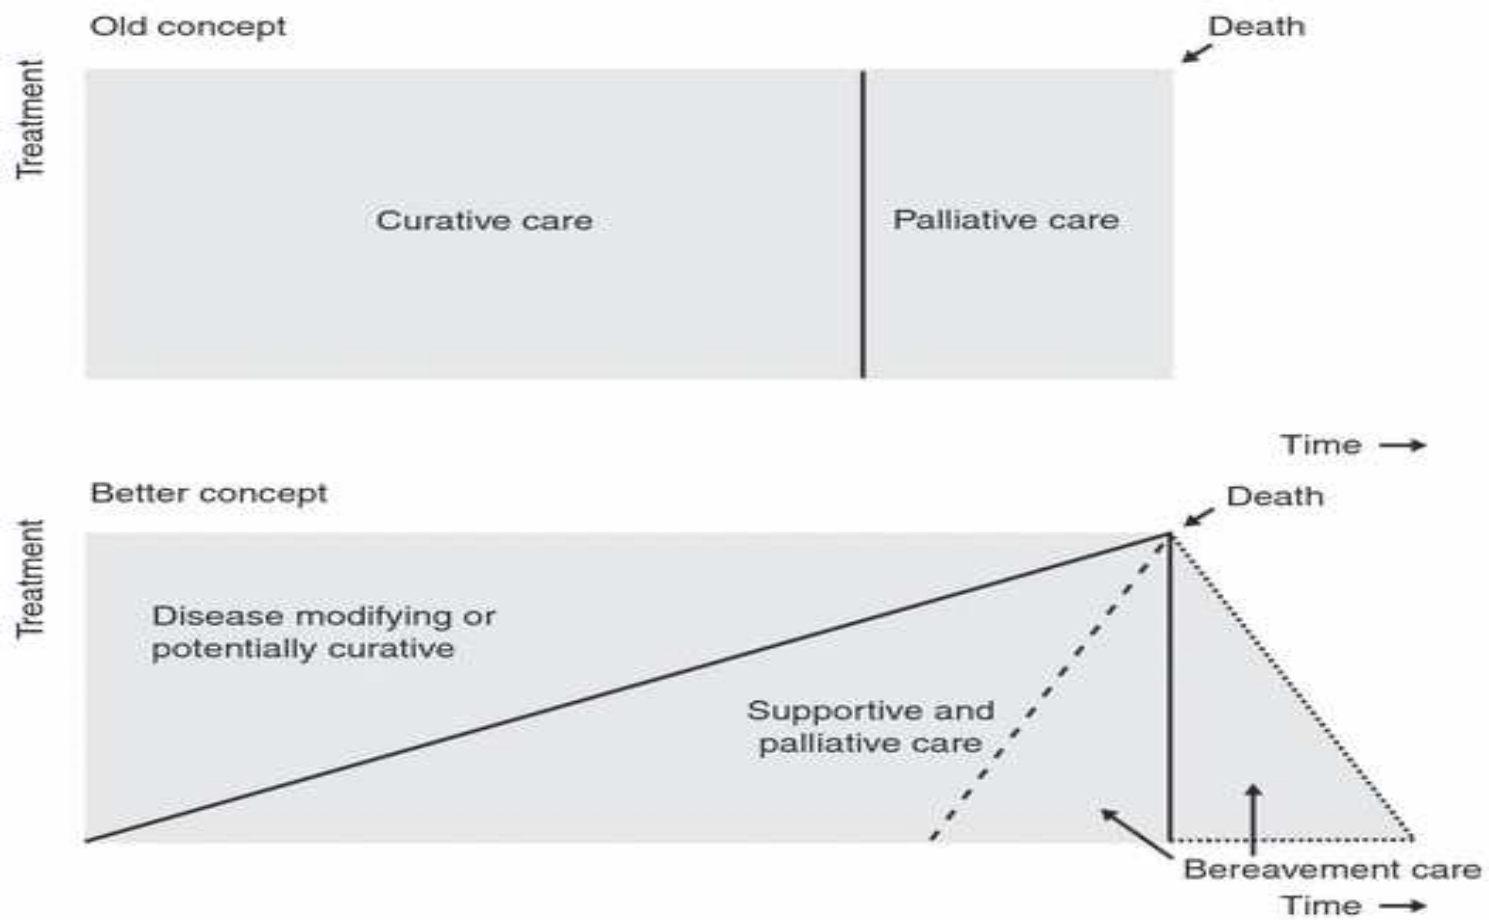 Old concept
Death
Treatment
Curative care
Palliative care
Time
Better concept
Death
Treatment
Disease modifying or
potentially curative
Supportive and
palliative care
Bereavement care
Time